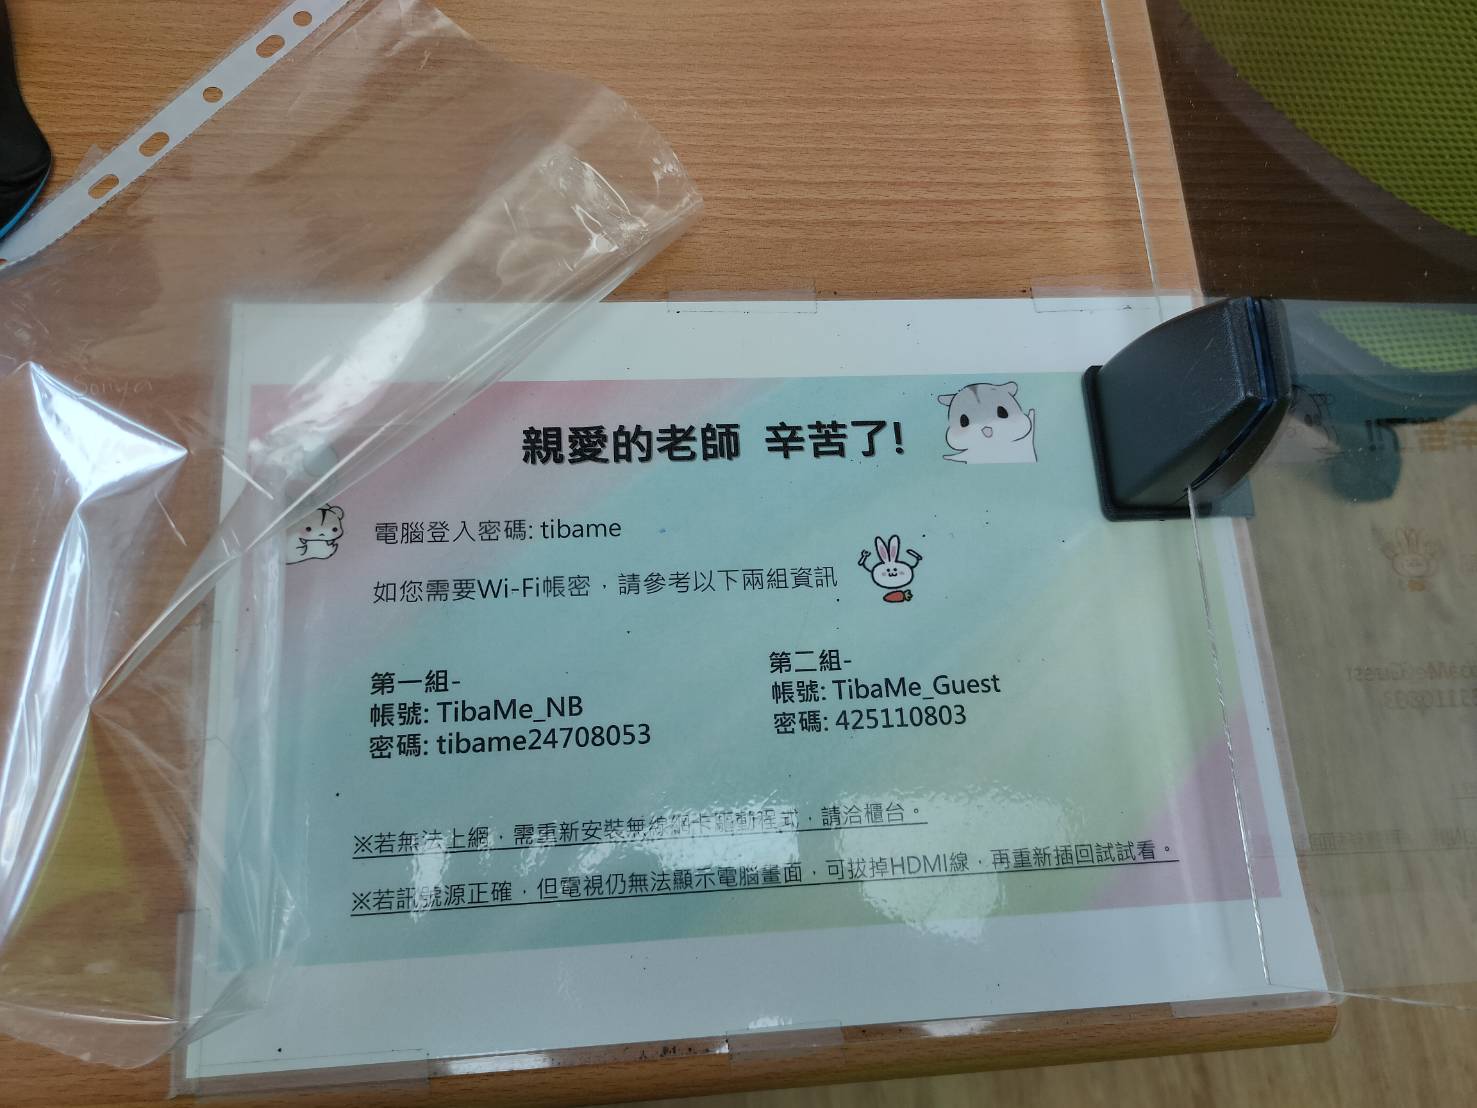 親愛的老師 辛苦了!
電腦登入密碼: tibame
如您需要Wi-Fi帳密，請參考以下兩組資訊
第一組-
帳號: TibaMe_NB
密碼: tibame24708053
第二組-
帳號: TibaMe_Guest
密碼: 425110803
※若無法上網，需重新安裝無線網卡驅動程式，請洽櫃台。
※若訊號源正確，但電視仍無法顯示電腦畫面，可拔掉HDMI線，再重新插回試試看。